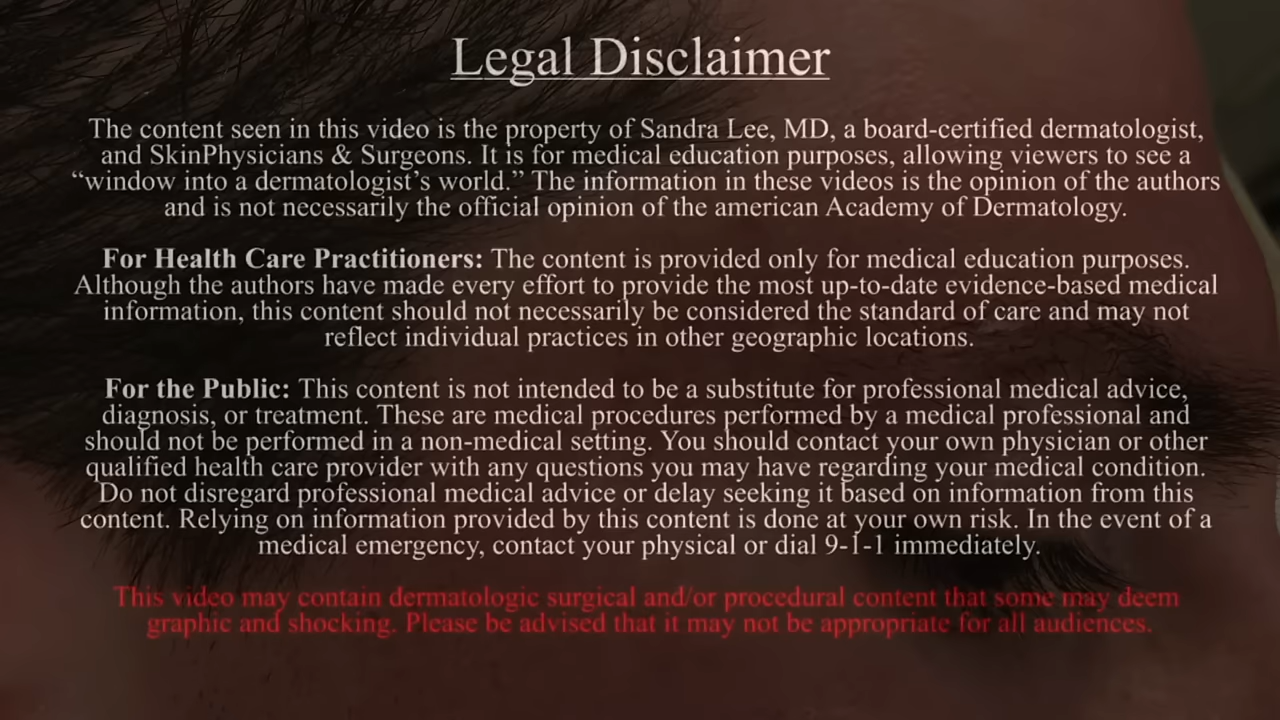 Legal Disclaimer
The content seen in this video is the property of Sandra Lee, MD, a board-certified dermatologist,
and SkinPhysicians & Surgeons. It is for medical education purposes, allowing viewers to see a
“window into a dermatologist’s world.” The information in these videos is the opinion of the authors
and is not necessarily the official opinion of the american Academy of Dermatology.
For Health Care Practitioners: The content is provided only for medical education purposes.
Although the authors have made every effort to provide the most up-to-date evidence-based medical
information, this content should not necessarily be considered the standard of care and may not
reflect individual practices in other geographic locations.
For the Public: This content is not intended to be a substitute for professional medical advice,
diagnosis, or treatment. These are medical procedures performed by a medical professional and
should not be performed in a non-medical setting. You should contact your own physician or other
qualified health care provider with any questions you may have regarding your medical condition.
Do not disregard professional medical advice or delay seeking it based on information from this
content. Relying on information provided by this content is done at your own risk. In the event of a
medical emergency, contact your physical or dial 9-1-1 immediately.
This video may contain dermatologic surgical and/or procedural content that some may deem
graphic and shocking. Please be advised that it may not be appropriate for all audiences.